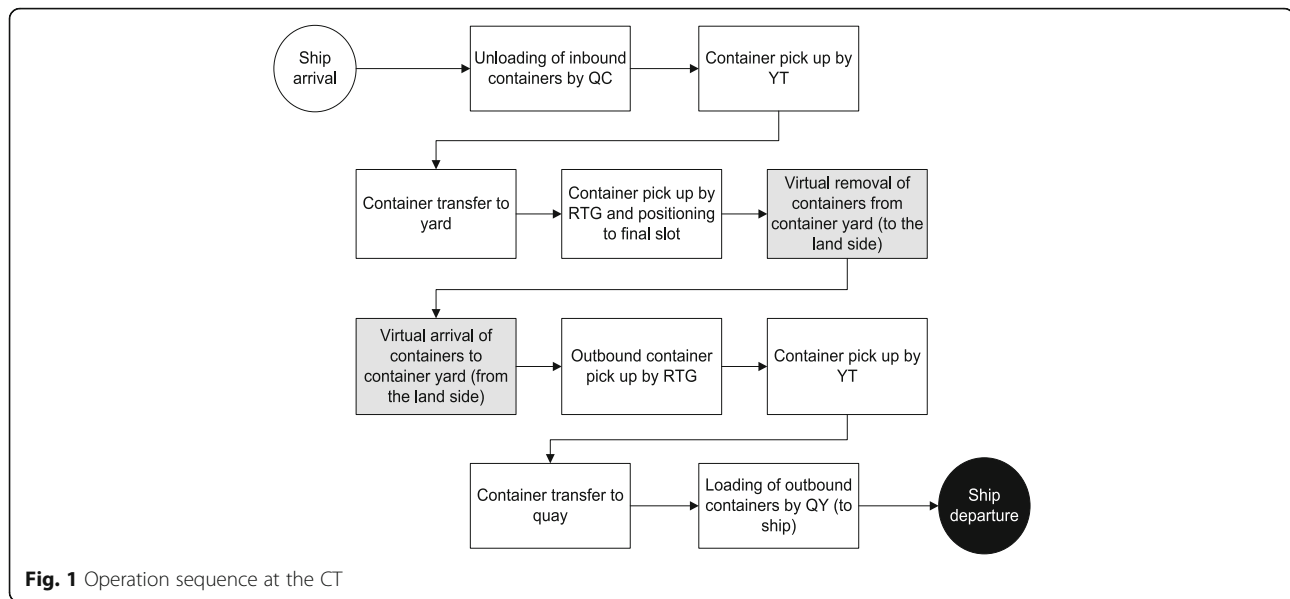 Ship
arrival
Unloading of inbound
containers by QC
Container pick up by
YT
Container transfer to
yard
Container pick up by
RTG and positioning
to final slot
Virtual removal of
containers from
container yard (to the
land side)
Virtual arrival of
containers to
container yard (from
the land side)
Outbound container
pick up by RTG
Container pick up by
YT
Container transfer to
quay
Loading of outbound
containers by QY (to
ship)
Ship
departure
Fig. 1 Operation sequence at the CT